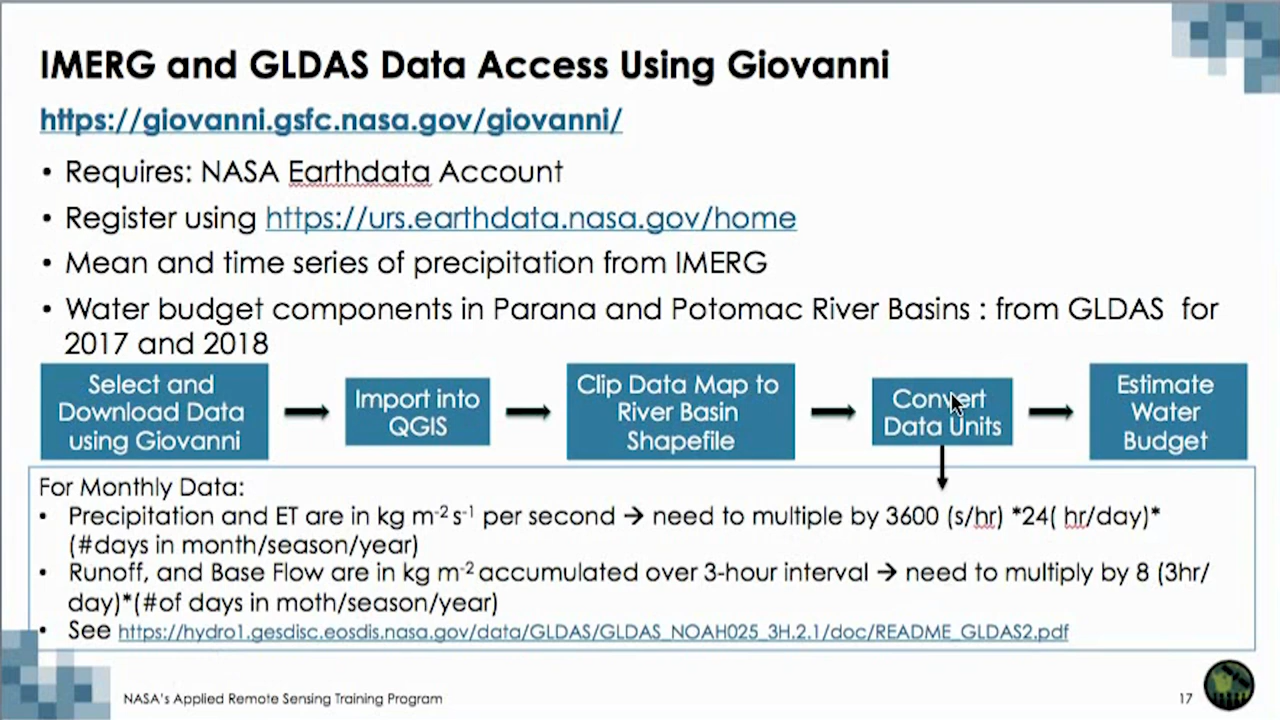 IMERG and GLDAS Data Access Using Giovanni
https://giovanni.gsfc.nasa.gov/giovanni/
• Requires: NASA Earthdata Account
• Register using https://urs.earthdata.nasa.gov/home
• Mean and time series of precipitation from IMERG
• Water budget components in Parana and Potomac River Basins : from GLDAS for
2017 and 2018
Select and
Download Data
using Giovanni
Import into
QGIS
Clip Data Map to
River Basin
Shapefile
Convert
Data Units
Estimate
Water
Budget
For Monthly Data:
• Precipitation and ET are in kg m⁻² s⁻¹ per second → need to multiple by 3600 (s/hr) *24( hr/day)*
(#days in month/season/year)
• Runoff, and Base Flow are in kg m⁻² accumulated over 3-hour interval → need to multiply by 8 (3hr/
day)*(#of days in moth/season/year)
• See https://hydro1.gesdisc.eosdis.nasa.gov/data/GLDAS/GLDAS_NOAH025_3H.2.1/doc/README_GLDAS2.pdf
NASA's Applied Remote Sensing Training Program
17